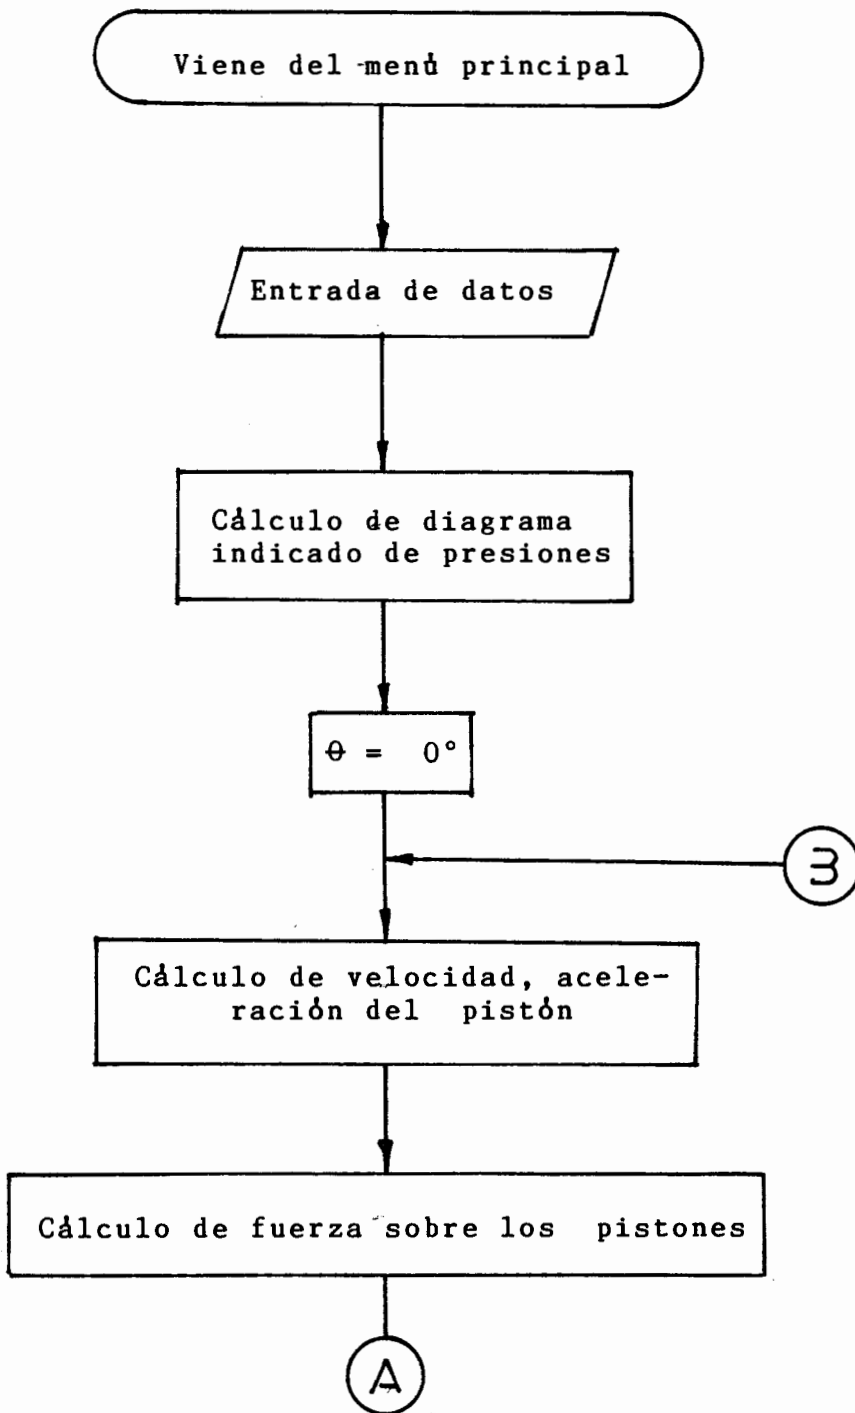 Viene del menú principal
Entrada de datos
Cálculo de diagrama
indicado de presiones
θ = 0°
B
Cálculo de velocidad, acele-
ración del pistón
Cálculo de fuerza sobre los pistones
A